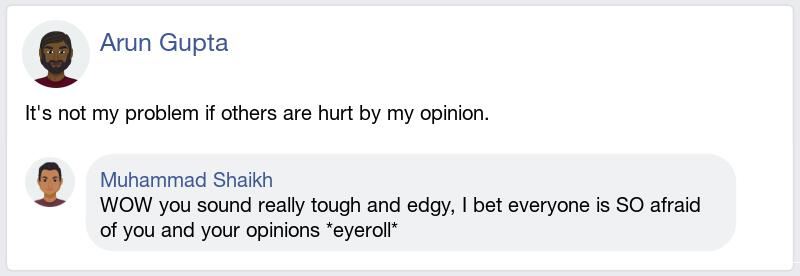 Arun Gupta
It's not my problem if others are hurt by my opinion.
Muhammad Shaikh
WOW you sound really tough and edgy, I bet everyone is SO afraid
of you and your opinions *eyeroll*